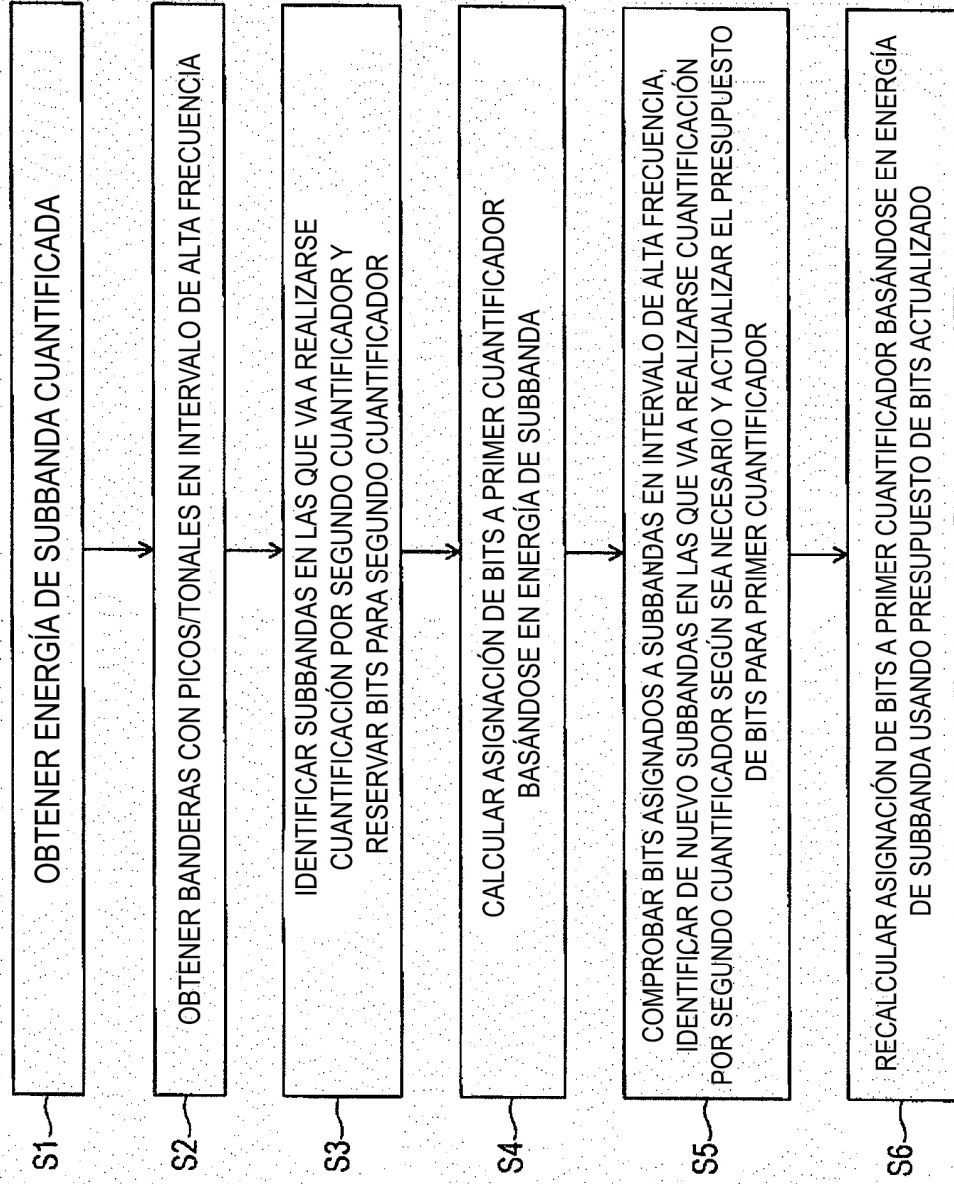 S1
OBTENER ENERGÍA DE SUBBANDA CUANTIFICADA
S2
OBTENER BANDERAS CON PICOS/TONALES EN INTERVALO DE ALTA FRECUENCIA
S3
IDENTIFICAR SUBBANDAS EN LAS QUE VA A REALIZARSE
CUANTIFICACIÓN POR SEGUNDO CUANTIFICADOR Y
RESERVAR BITS PARA SEGUNDO CUANTIFICADOR
S4
CALCULAR ASIGNACIÓN DE BITS A PRIMER CUANTIFICADOR
BASÁNDOSE EN ENERGÍA DE SUBBANDA
S5
COMPROBAR BITS ASIGNADOS A SUBBANDAS EN INTERVALO DE ALTA FRECUENCIA,
IDENTIFICAR DE NUEVO SUBBANDAS EN LAS QUE VA A REALIZARSE CUANTIFICACIÓN
POR SEGUNDO CUANTIFICADOR SEGÚN SEA NECESARIO Y ACTUALIZAR EL PRESUPUESTO
DE BITS PARA PRIMER CUANTIFICADOR
S6
RECALCULAR ASIGNACIÓN DE BITS A PRIMER CUANTIFICADOR BASÁNDOSE EN ENERGÍA
DE SUBBANDA USANDO PRESUPUESTO DE BITS ACTUALIZADO